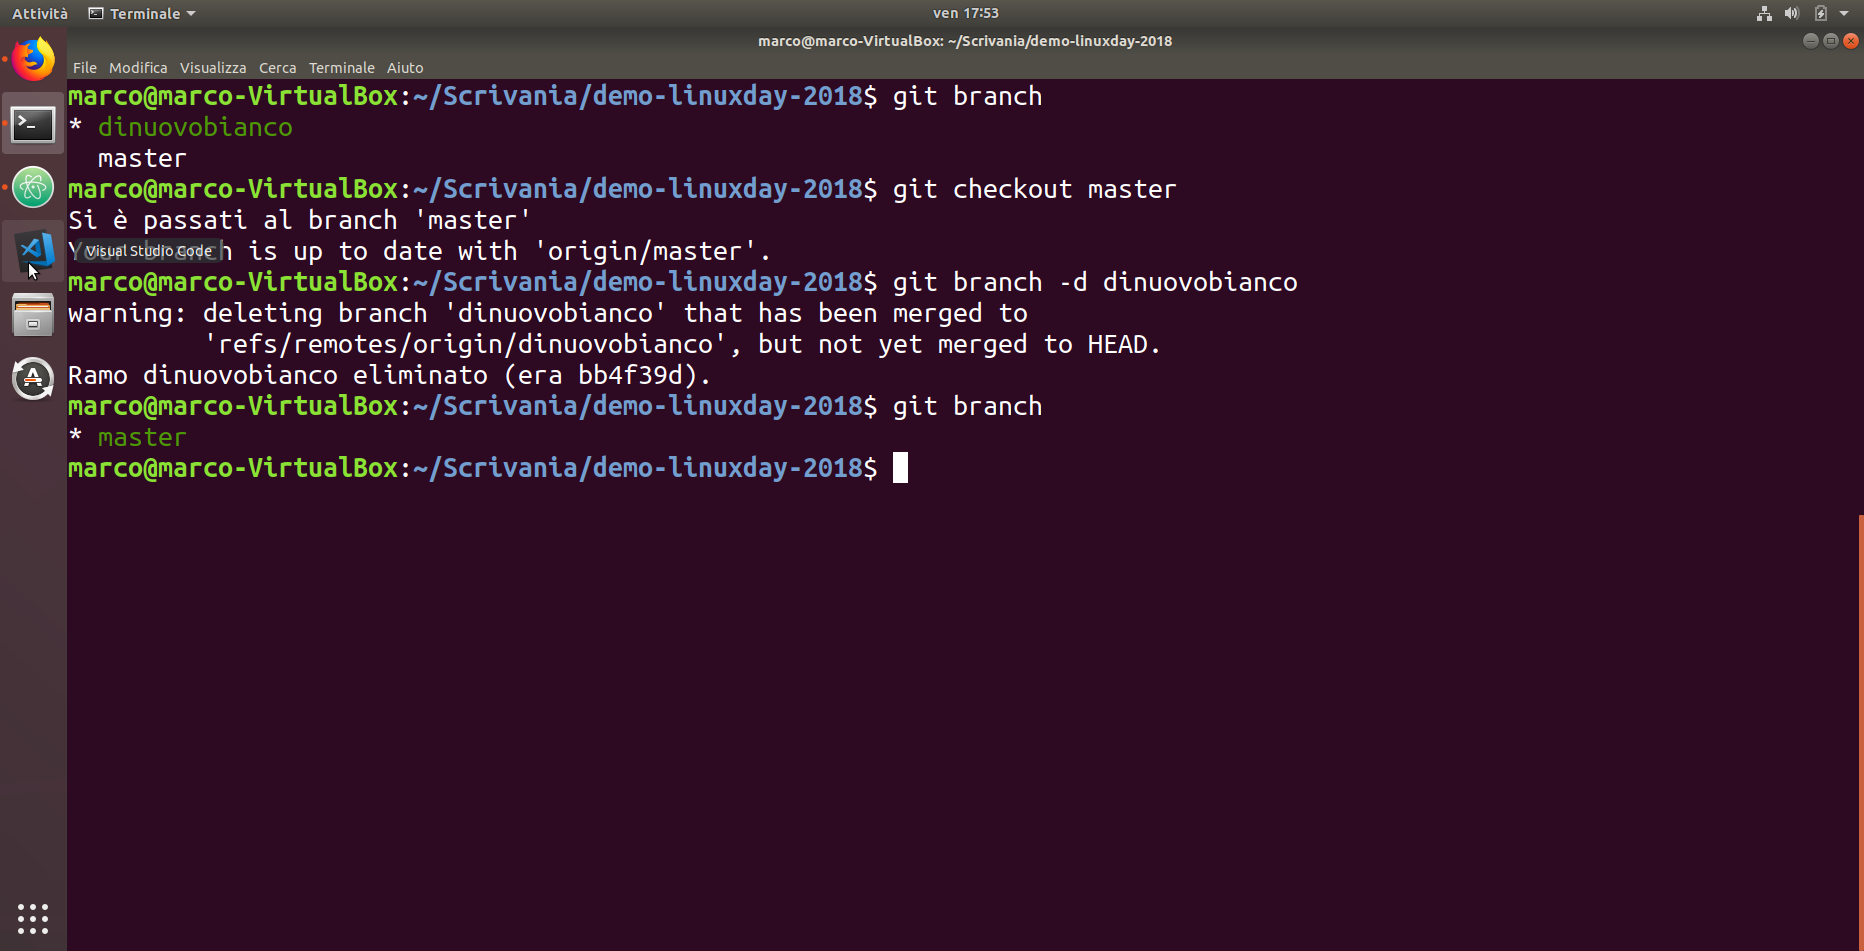 Attività Terminale ven 17:53
marco@marco-VirtualBox: ~/Scrivania/demo-linuxday-2018
File Modifica Visualizza Cerca Terminale Aiuto
marco@marco-VirtualBox:~/Scrivania/demo-linuxday-2018$ git branch
* dinuovobianco
master
marco@marco-VirtualBox:~/Scrivania/demo-linuxday-2018$ git checkout master
Si è passati al branch 'master'
Your branch is up to date with 'origin/master'.
Visual Studio Code
marco@marco-VirtualBox:~/Scrivania/demo-linuxday-2018$ git branch -d dinuovobianco
warning: deleting branch 'dinuovobianco' that has been merged to
'refs/remotes/origin/dinuovobianco', but not yet merged to HEAD.
Ramo dinuovobianco eliminato (era bb4f39d).
marco@marco-VirtualBox:~/Scrivania/demo-linuxday-2018$ git branch
* master
marco@marco-VirtualBox:~/Scrivania/demo-linuxday-2018$